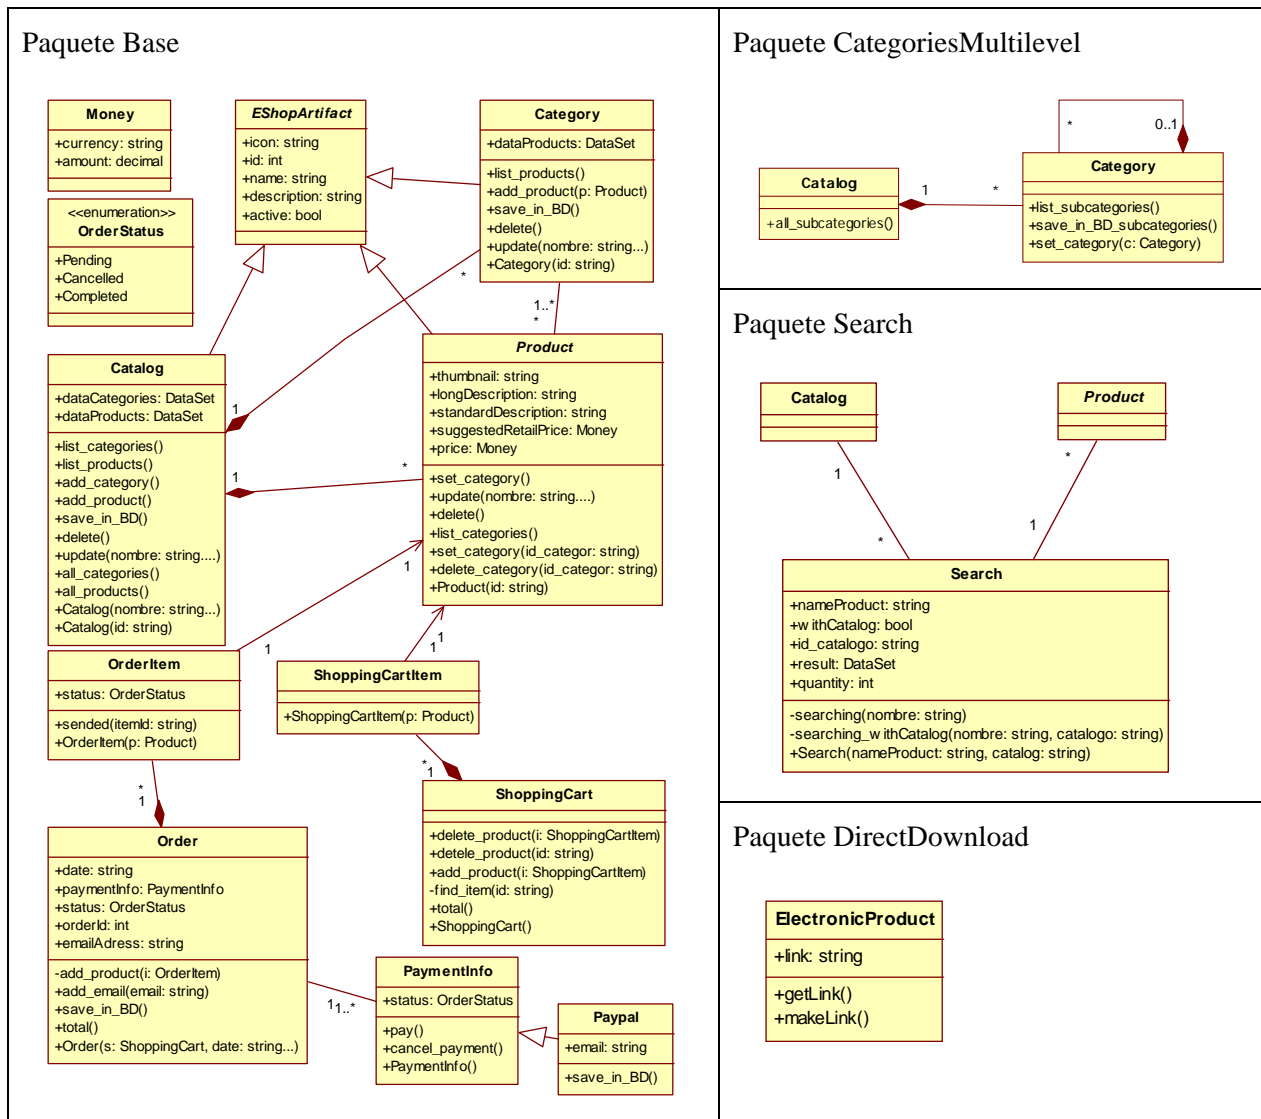 Paquete Base
Money
+currency: string
+amount: decimal
<<enumeration>>
OrderStatus
+Pending
+Cancelled
+Completed
EShopArtifact
+icon: string
+id: int
+name: string
+description: string
+active: bool
Category
+dataProducts: DataSet
+list_products()
+add_product(p: Product)
+save_in_BD()
+delete()
+update(nombre: string...)
+Category(id: string)
*
1..*
*
Catalog
+dataCategories: DataSet
+dataProducts: DataSet
+list_categories()
+list_products()
+add_category()
+add_product()
+save_in_BD()
+delete()
+update(nombre: string....)
+all_categories()
+all_products()
+Catalog(nombre: string...)
+Catalog(id: string)
1
1
*
Product
+thumbnail: string
+longDescription: string
+standardDescription: string
+suggestedRetailPrice: Money
+price: Money
+set_category()
+update(nombre: string....)
+delete()
+list_categories()
+set_category(id_categor: string)
+delete_category(id_categor: string)
+Product(id: string)
1
1
1
1
OrderItem
+status: OrderStatus
+sended(itemId: string)
+OrderItem(p: Product)
ShoppingCartItem
+ShoppingCartItem(p: Product)
*
1
*
1
ShoppingCart
+delete_product(i: ShoppingCartItem)
+detele_product(id: string)
+add_product(i: ShoppingCartItem)
-find_item(id: string)
+total()
+ShoppingCart()
Order
+date: string
+paymentInfo: PaymentInfo
+status: OrderStatus
+orderId: int
+emailAdress: string
-add_product(i: OrderItem)
+add_email(email: string)
+save_in_BD()
+total()
+Order(s: ShoppingCart, date: string...)
1
1..*
PaymentInfo
+status: OrderStatus
+pay()
+cancel_payment()
+PaymentInfo()
Paypal
+email: string
+save_in_BD()
Paquete CategoriesMultilevel
Catalog
+all_subcategories()
1
*
*
0..1
Category
+list_subcategories()
+save_in_BD_subcategories()
+set_category(c: Category)
Paquete Search
Catalog
Product
1
*
*
1
Search
+nameProduct: string
+withCatalog: bool
+id_catalogo: string
+result: DataSet
+quantity: int
-searching(nombre: string)
-searching_withCatalog(nombre: string, catalogo: string)
+Search(nameProduct: string, catalog: string)
Paquete DirectDownload
ElectronicProduct
+link: string
+getLink()
+makeLink()